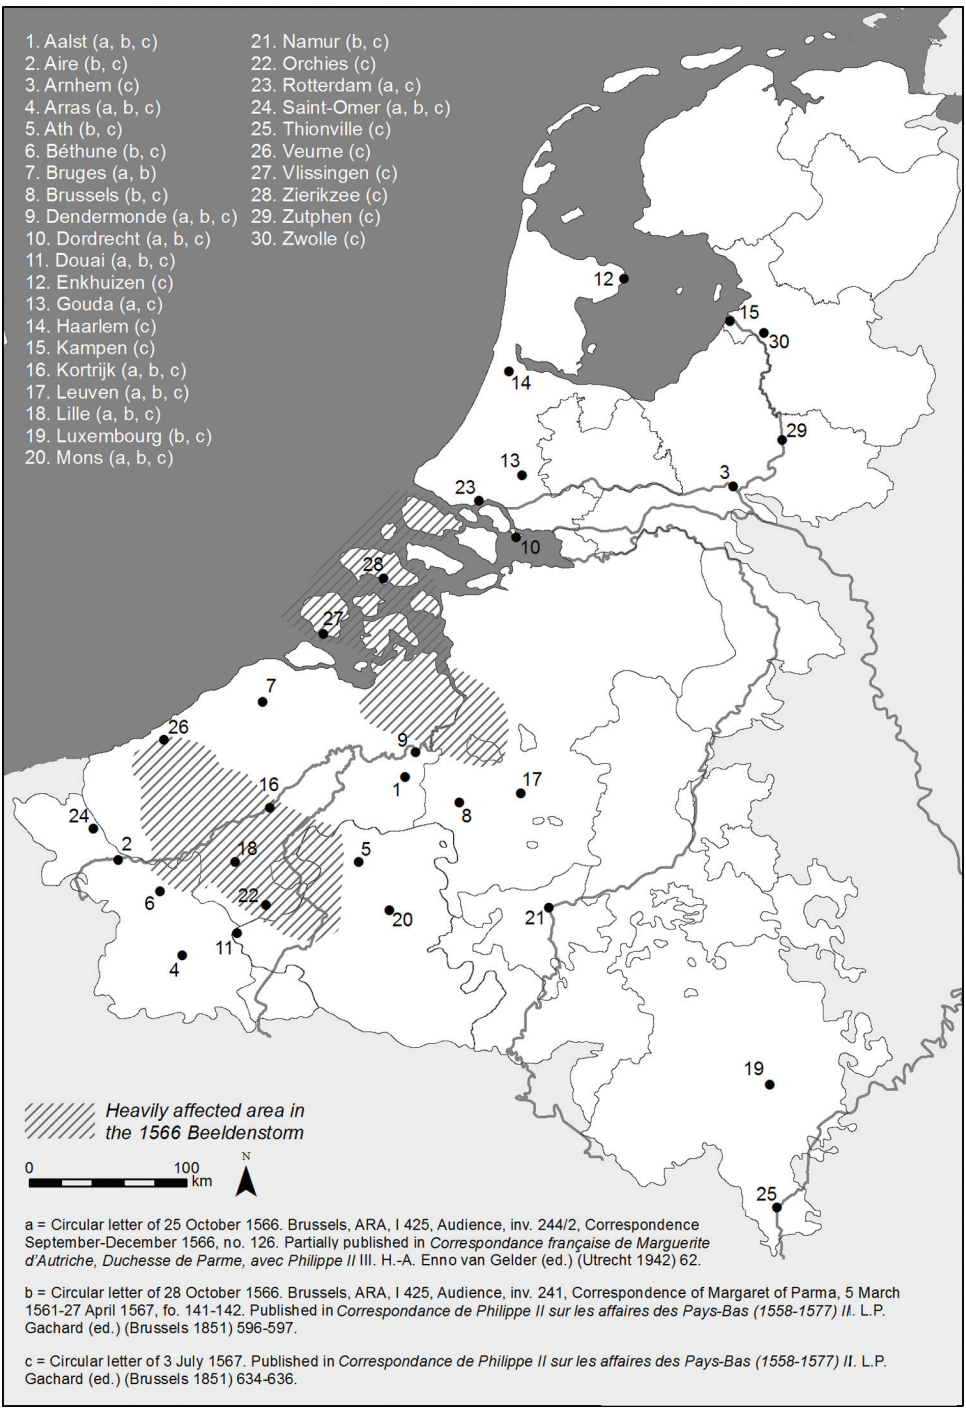 1. Aalst (a, b, c)
2. Aire (b, c)
3. Arnhem (c)
4. Arras (a, b, c)
5. Ath (b, c)
6. Béthune (b, c)
7. Bruges (a, b)
8. Brussels (b, c)
9. Dendermonde (a, b, c)
10. Dordrecht (a, b, c)
11. Douai (a, b, c)
12. Enkhuizen (c)
13. Gouda (a, c)
14. Haarlem (c)
15. Kampen (c)
16. Kortrijk (a, b, c)
17. Leuven (a, b, c)
18. Lille (a, b, c)
19. Luxembourg (b, c)
20. Mons (a, b, c)
21. Namur (b, c)
22. Orchies (c)
23. Rotterdam (a, c)
24. Saint-Omer (a, b, c)
25. Thionville (c)
26. Veurne (c)
27. Vlissingen (c)
28. Zierikzee (c)
29. Zutphen (c)
30. Zwolle (c)
12
15
30
14
29
13
3
23
10
28
27
7
26
9
16
1
17
8
24
2
18
5
6
22
20
21
11
4
19
25
Heavily affected area in
the 1566 Beeldenstorm
0 100
km
N
a = Circular letter of 25 October 1566. Brussels, ARA, I 425, Audience, inv. 244/2, Correspondence
September-December 1566, no. 126. Partially published in Correspondance française de Marguerite
d'Autriche, Duchesse de Parme, avec Philippe II III. H.-A. Enno van Gelder (ed.) (Utrecht 1942) 62.
b = Circular letter of 28 October 1566. Brussels, ARA, I 425, Audience, inv. 241, Correspondence of Margaret of Parma, 5 March
1561-27 April 1567, fo. 141-142. Published in Correspondance de Philippe II sur les affaires des Pays-Bas (1558-1577) II. L.P.
Gachard (ed.) (Brussels 1851) 596-597.
c = Circular letter of 3 July 1567. Published in Correspondance de Philippe II sur les affaires des Pays-Bas (1558-1577) II. L.P.
Gachard (ed.) (Brussels 1851) 634-636.